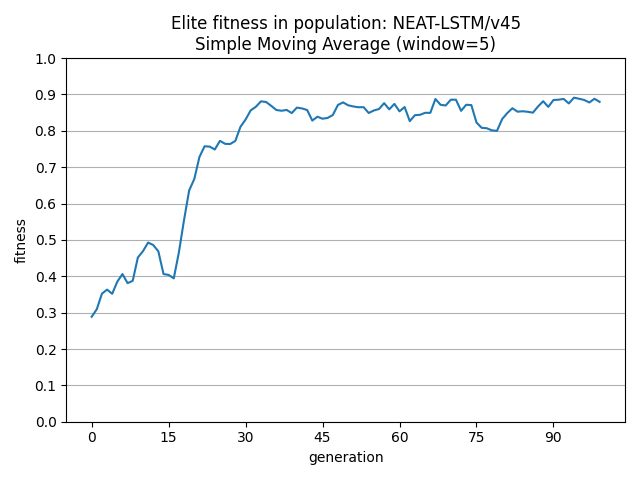 Elite fitness in population: NEAT-LSTM/v45
Simple Moving Average (window=5)
1.0
0.9
0.8
0.7
0.6
0.5
0.4
0.3
0.2
0.1
0.0
fitness
0 15 30 45 60 75 90
generation